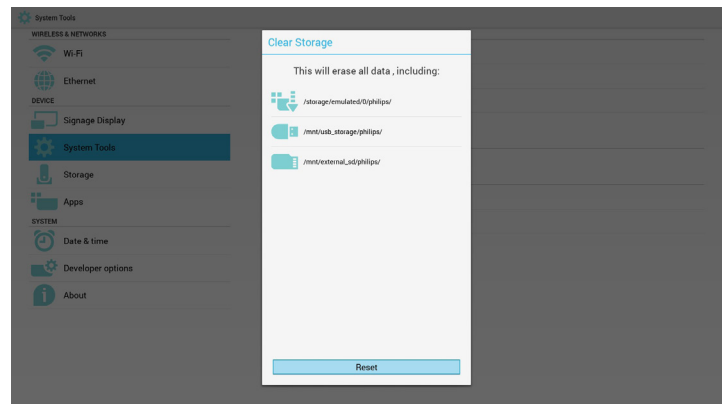 System Tools
WIRELESS & NETWORKS
Wi-Fi
Ethernet
DEVICE
Signage Display
System Tools
Storage
Apps
SYSTEM
Date & time
Developer options
About
Clear Storage
This will erase all data , including:
/storage/emulated/0/philips/
/mnt/usb_storage/philips/
/mnt/external_sd/philips/
Reset